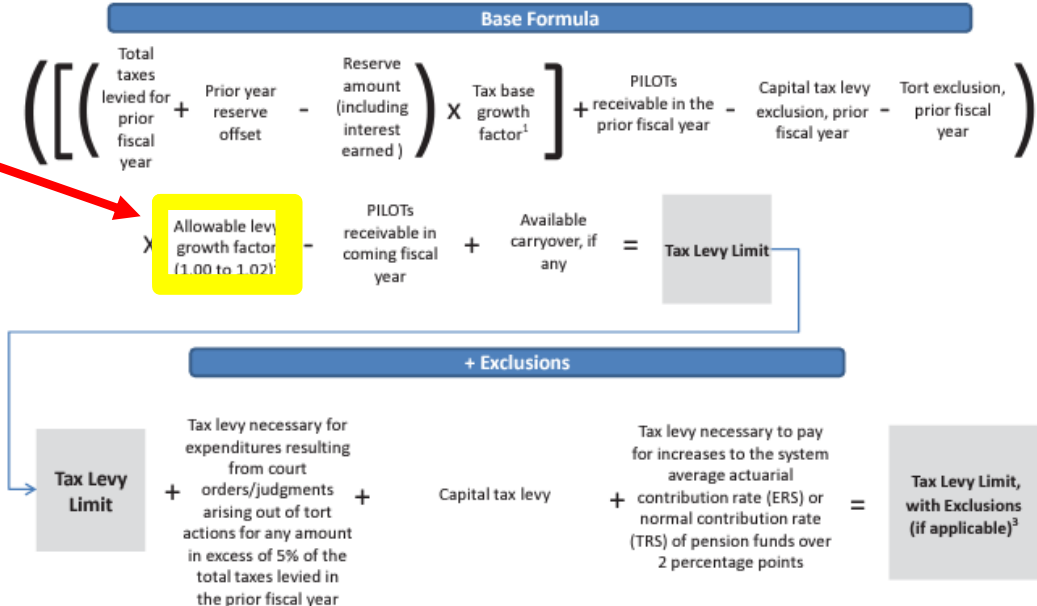 Base Formula
Total
taxes
levied for
prior
fiscal
year
+
Prior year
reserve
offset
-
Reserve
amount
(including
interest
earned )
x
Tax base
growth
factor1
+
PILOTs
receivable in the
prior fiscal year
-
Capital tax levy
exclusion, prior
fiscal year
-
Tort exclusion,
prior fiscal
year
x
Allowable levy
growth factor
(1.00 to 1.02)
-
PILOTs
receivable in
coming fiscal
year
+
Available
carryover, if
any
=
Tax Levy Limit
+ Exclusions
Tax Levy
Limit
+
Tax levy necessary for
expenditures resulting
from court
orders/judgments
arising out of tort
actions for any amount
in excess of 5% of the
total taxes levied in
the prior fiscal year
+
Capital tax levy
+
Tax levy necessary to pay
for increases to the system
average actuarial
contribution rate (ERS) or
normal contribution rate
(TRS) of pension funds over
2 percentage points
=
Tax Levy Limit,
with Exclusions
(if applicable)3